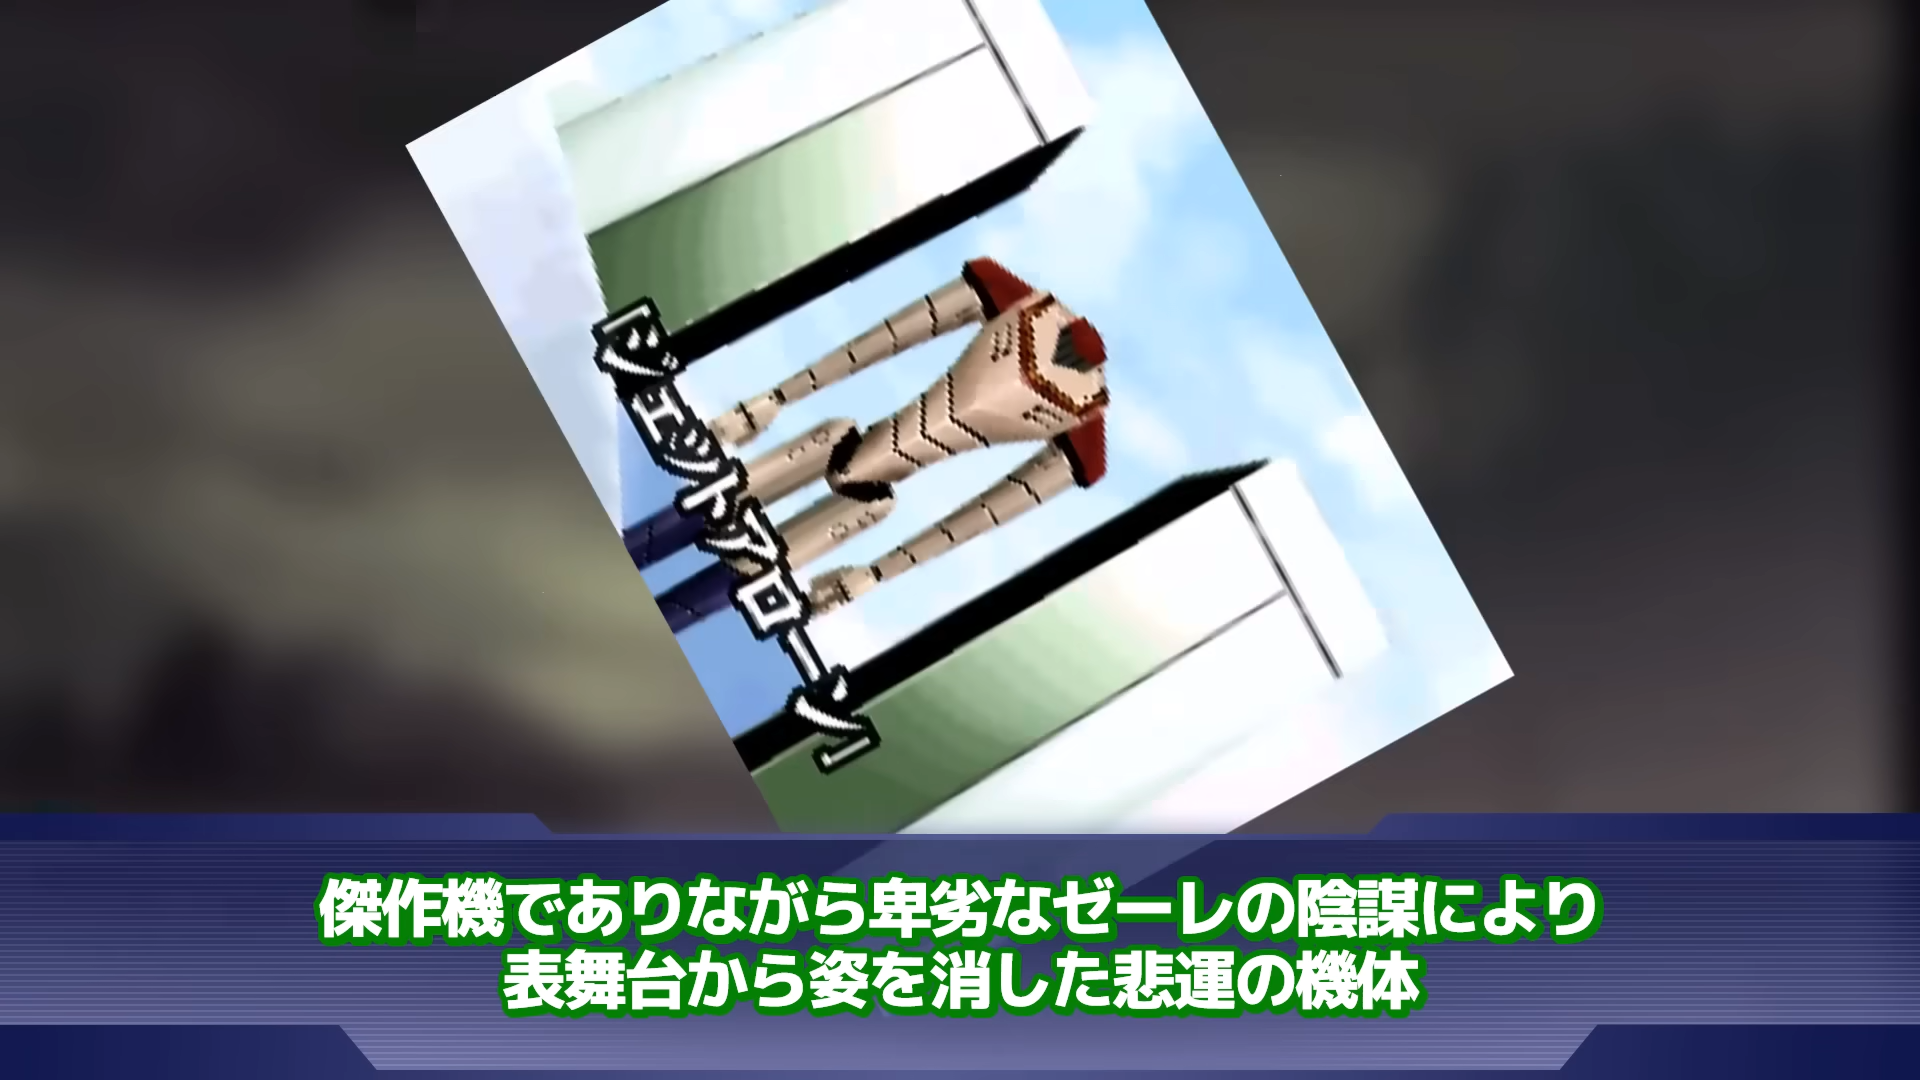 「ジェットアローン」
傑作機でありながら卑劣なゼーレの陰謀により
表舞台から姿を消した悲運の機体